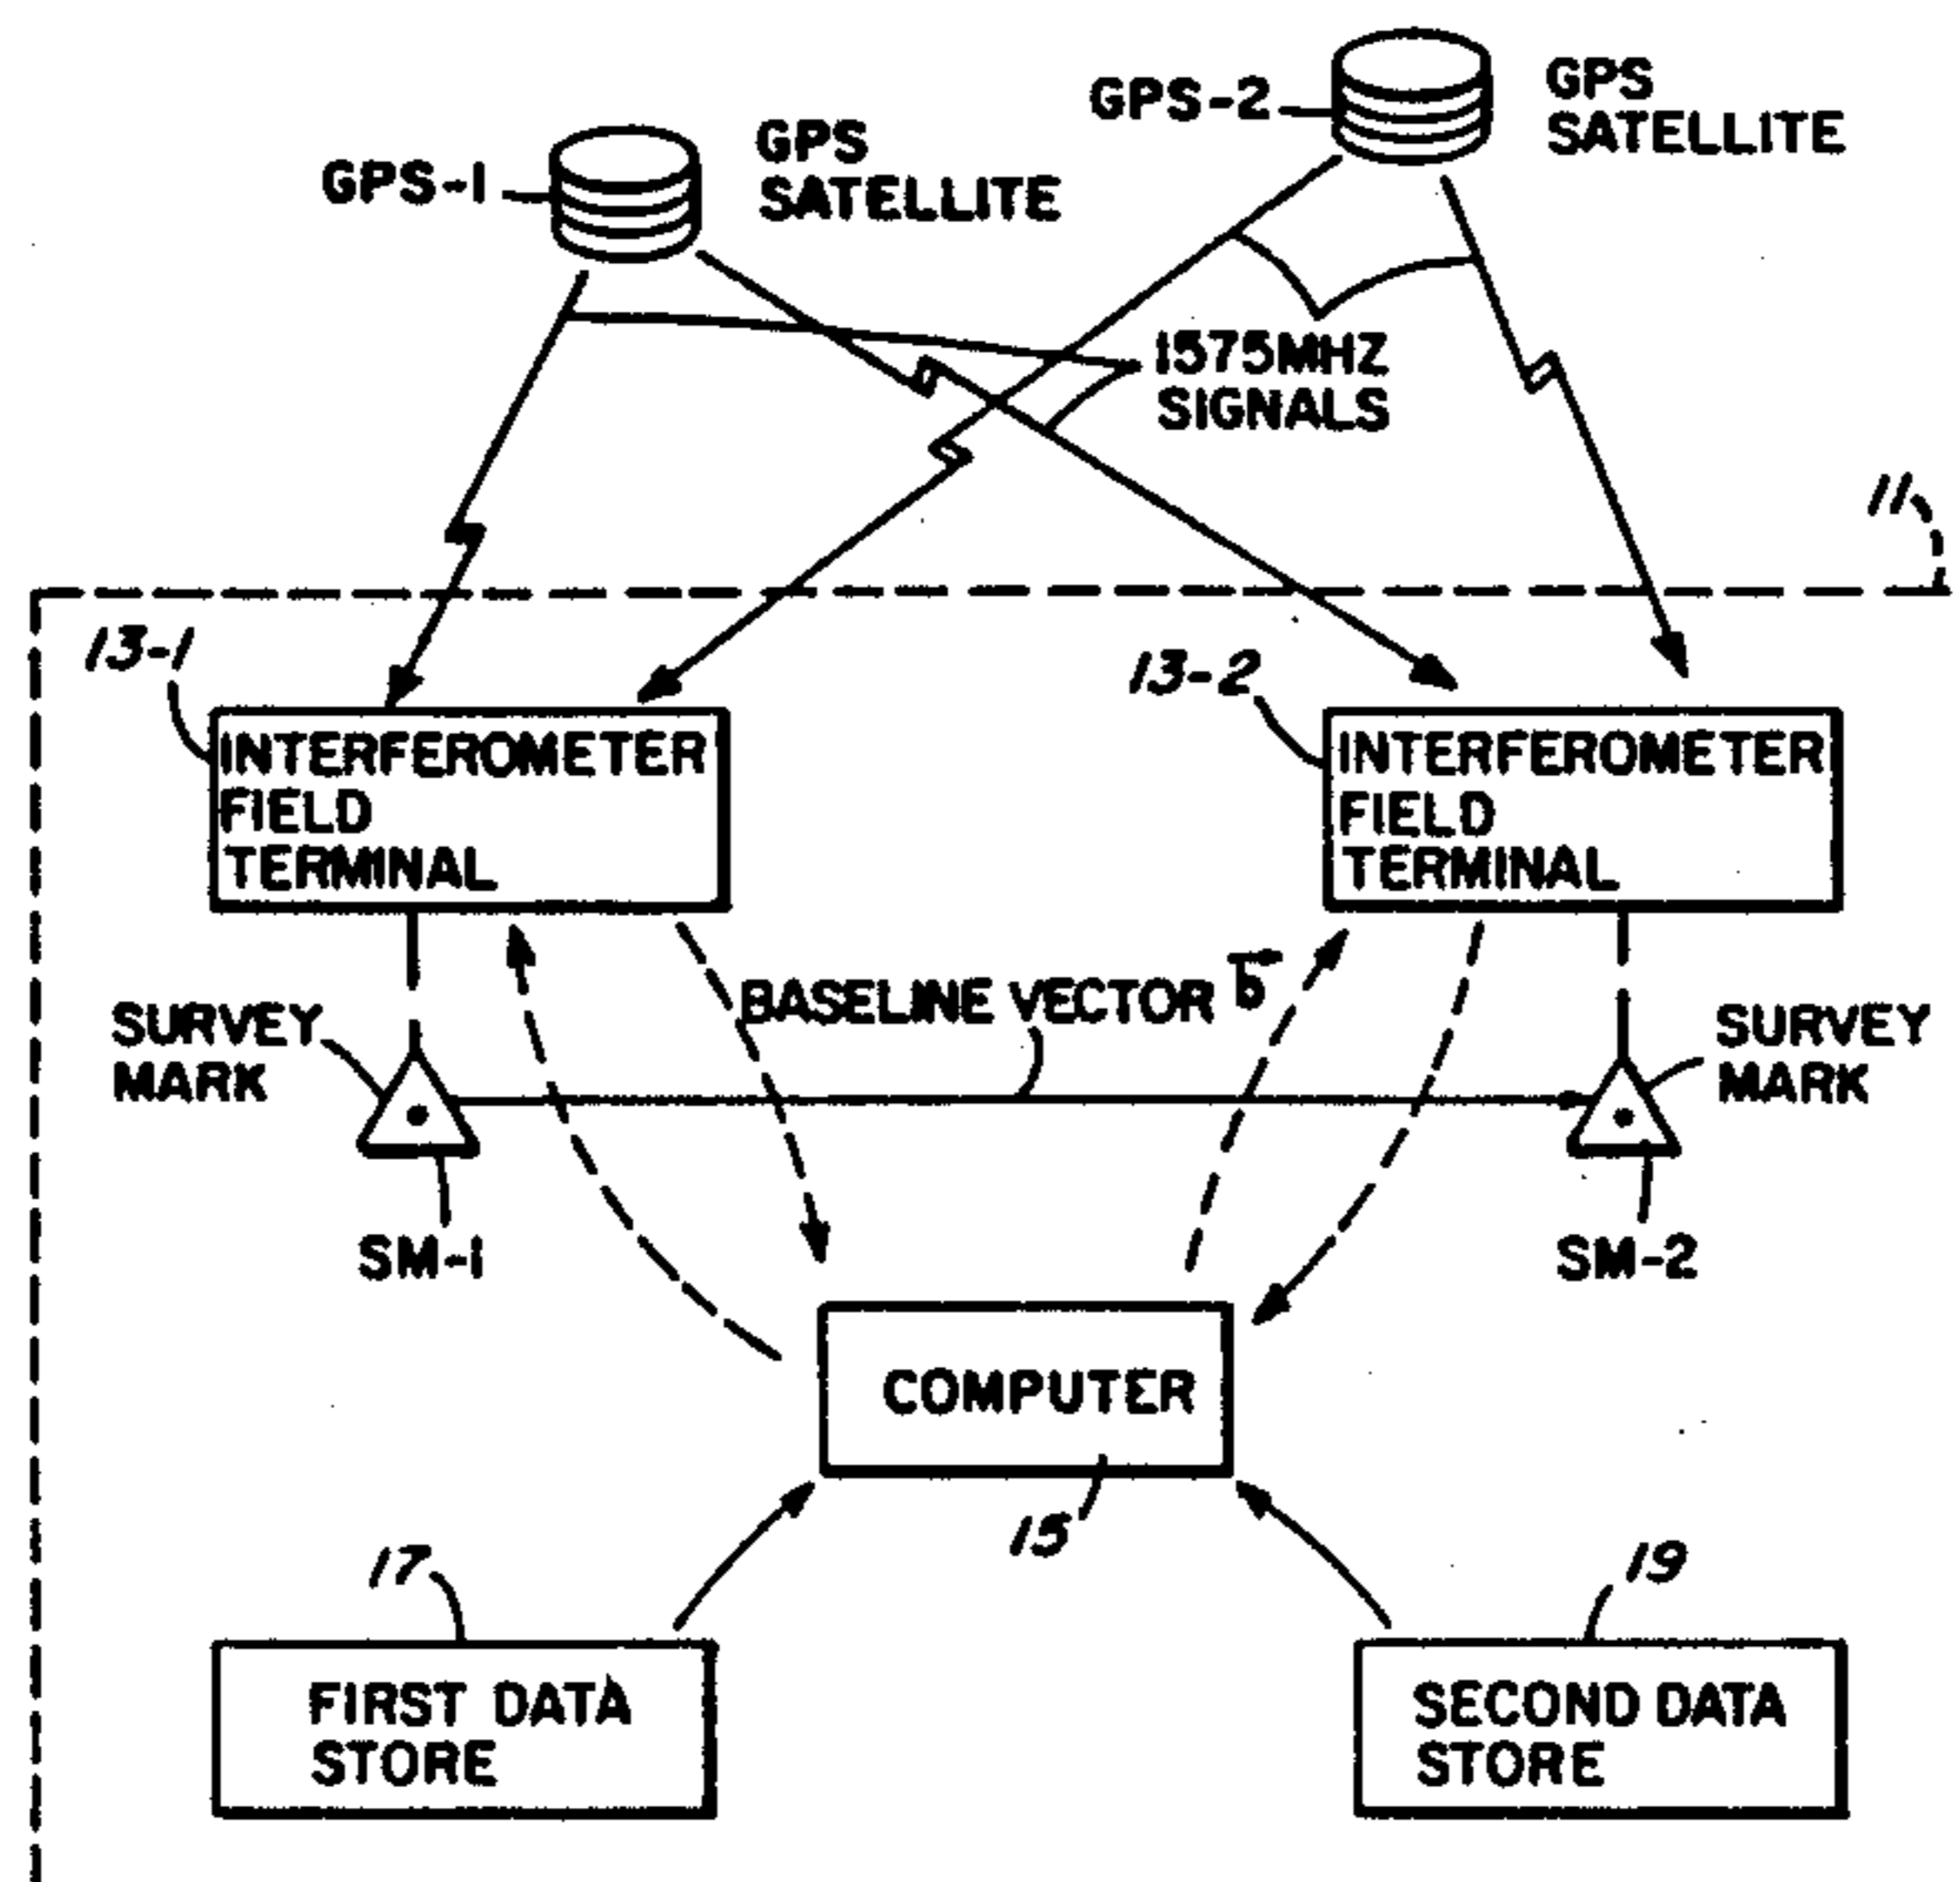 GPS-2
GPS
SATELLITE
GPS-1
GPS
SATELLITE
1575MHZ
SIGNALS
11
13-1
13-2
INTERFEROMETER
FIELD
TERMINAL
INTERFEROMETER
FIELD
TERMINAL
BASELINE VECTOR b
SURVEY
MARK
SURVEY
MARK
SM-1
SM-2
COMPUTER
15
17
19
FIRST DATA
STORE
SECOND DATA
STORE